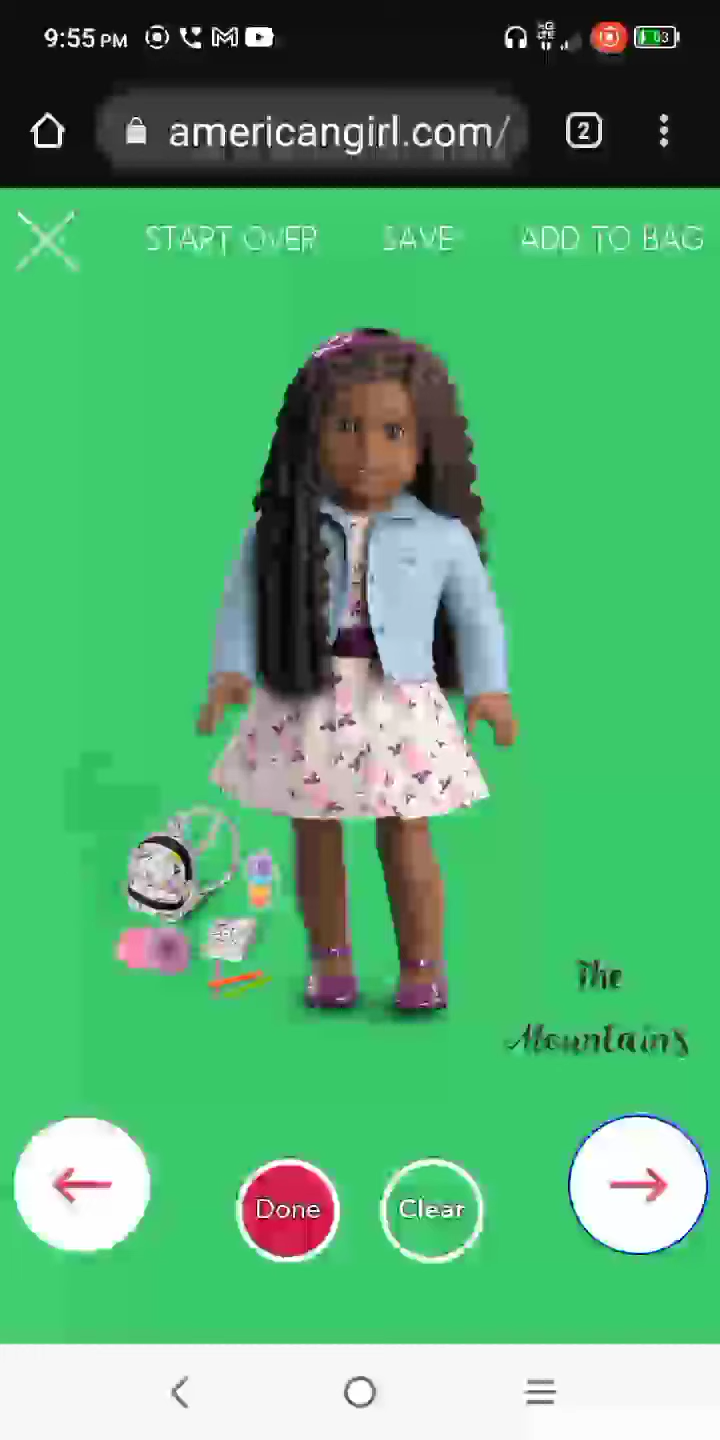 9:55 PM
americangirl.com/
2
START OVER
SAVE
ADD TO BAG
The
Mountains
Done
Clear